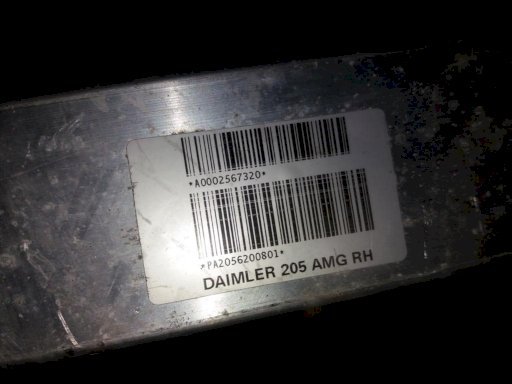 *A0002567320*
*PA2056200801*
DAIMLER 205 AMG RH